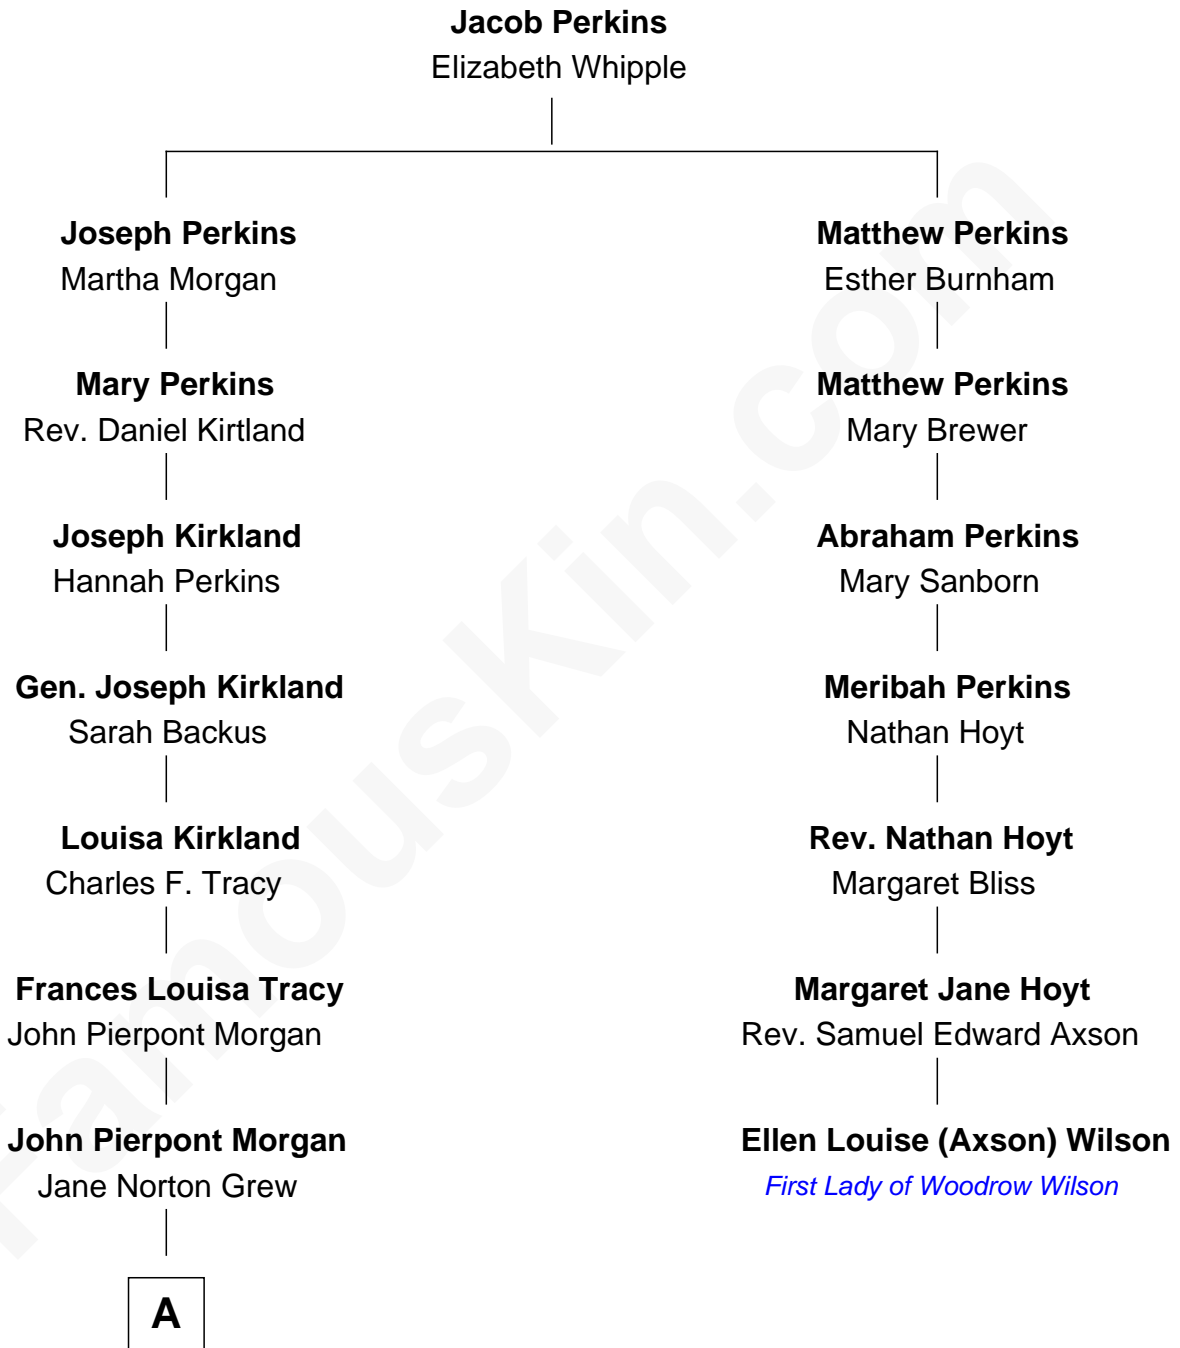 Jacob Perkins
Elizabeth Whipple
Joseph Perkins
Martha Morgan
Matthew Perkins
Esther Burnham
Mary Perkins
Rev. Daniel Kirtland
Matthew Perkins
Mary Brewer
Joseph Kirkland
Hannah Perkins
Abraham Perkins
Mary Sanborn
Gen. Joseph Kirkland
Sarah Backus
Meribah Perkins
Nathan Hoyt
Louisa Kirkland
Charles F. Tracy
Rev. Nathan Hoyt
Margaret Bliss
Frances Louisa Tracy
John Pierpont Morgan
Margaret Jane Hoyt
Rev. Samuel Edward Axson
John Pierpont Morgan
Jane Norton Grew
Ellen Louise (Axson) Wilson
First Lady of Woodrow Wilson
A
FamousKin.com